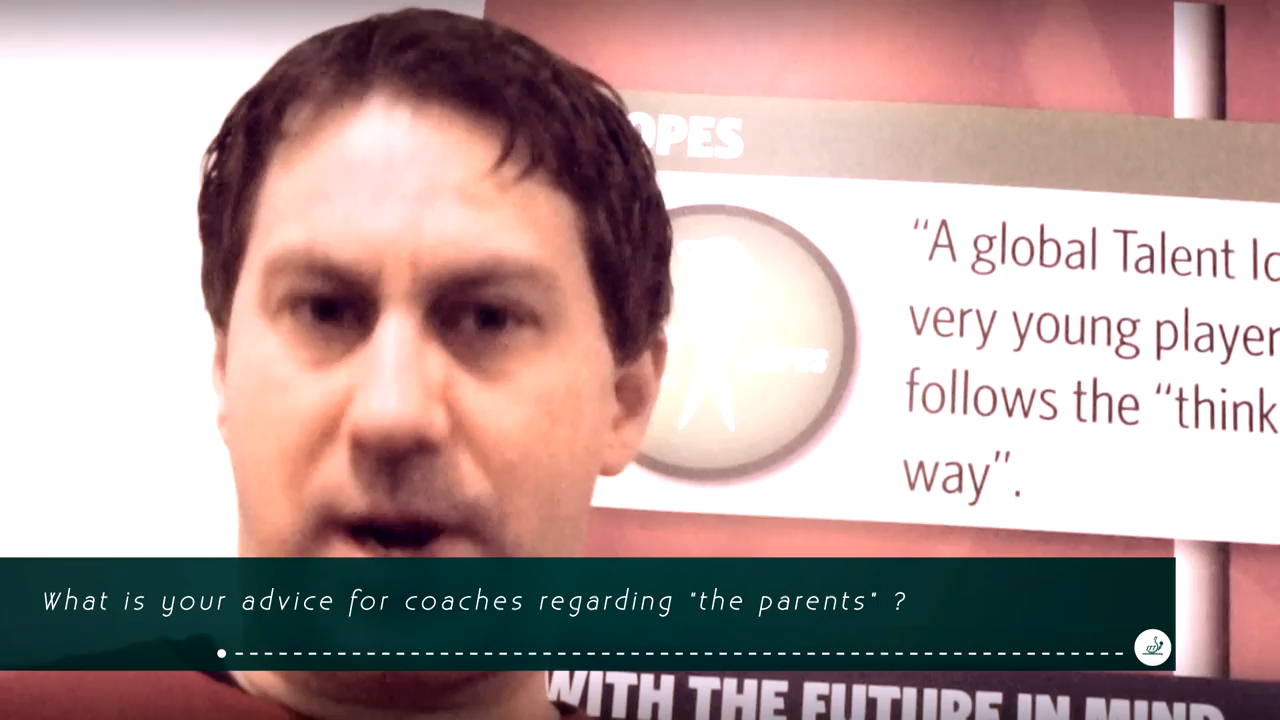 OPES
"A global Talent
very young player
follows the "think
way".
What is your advice for coaches regarding "the parents" ?
WITH THE FUTURE IN MIND